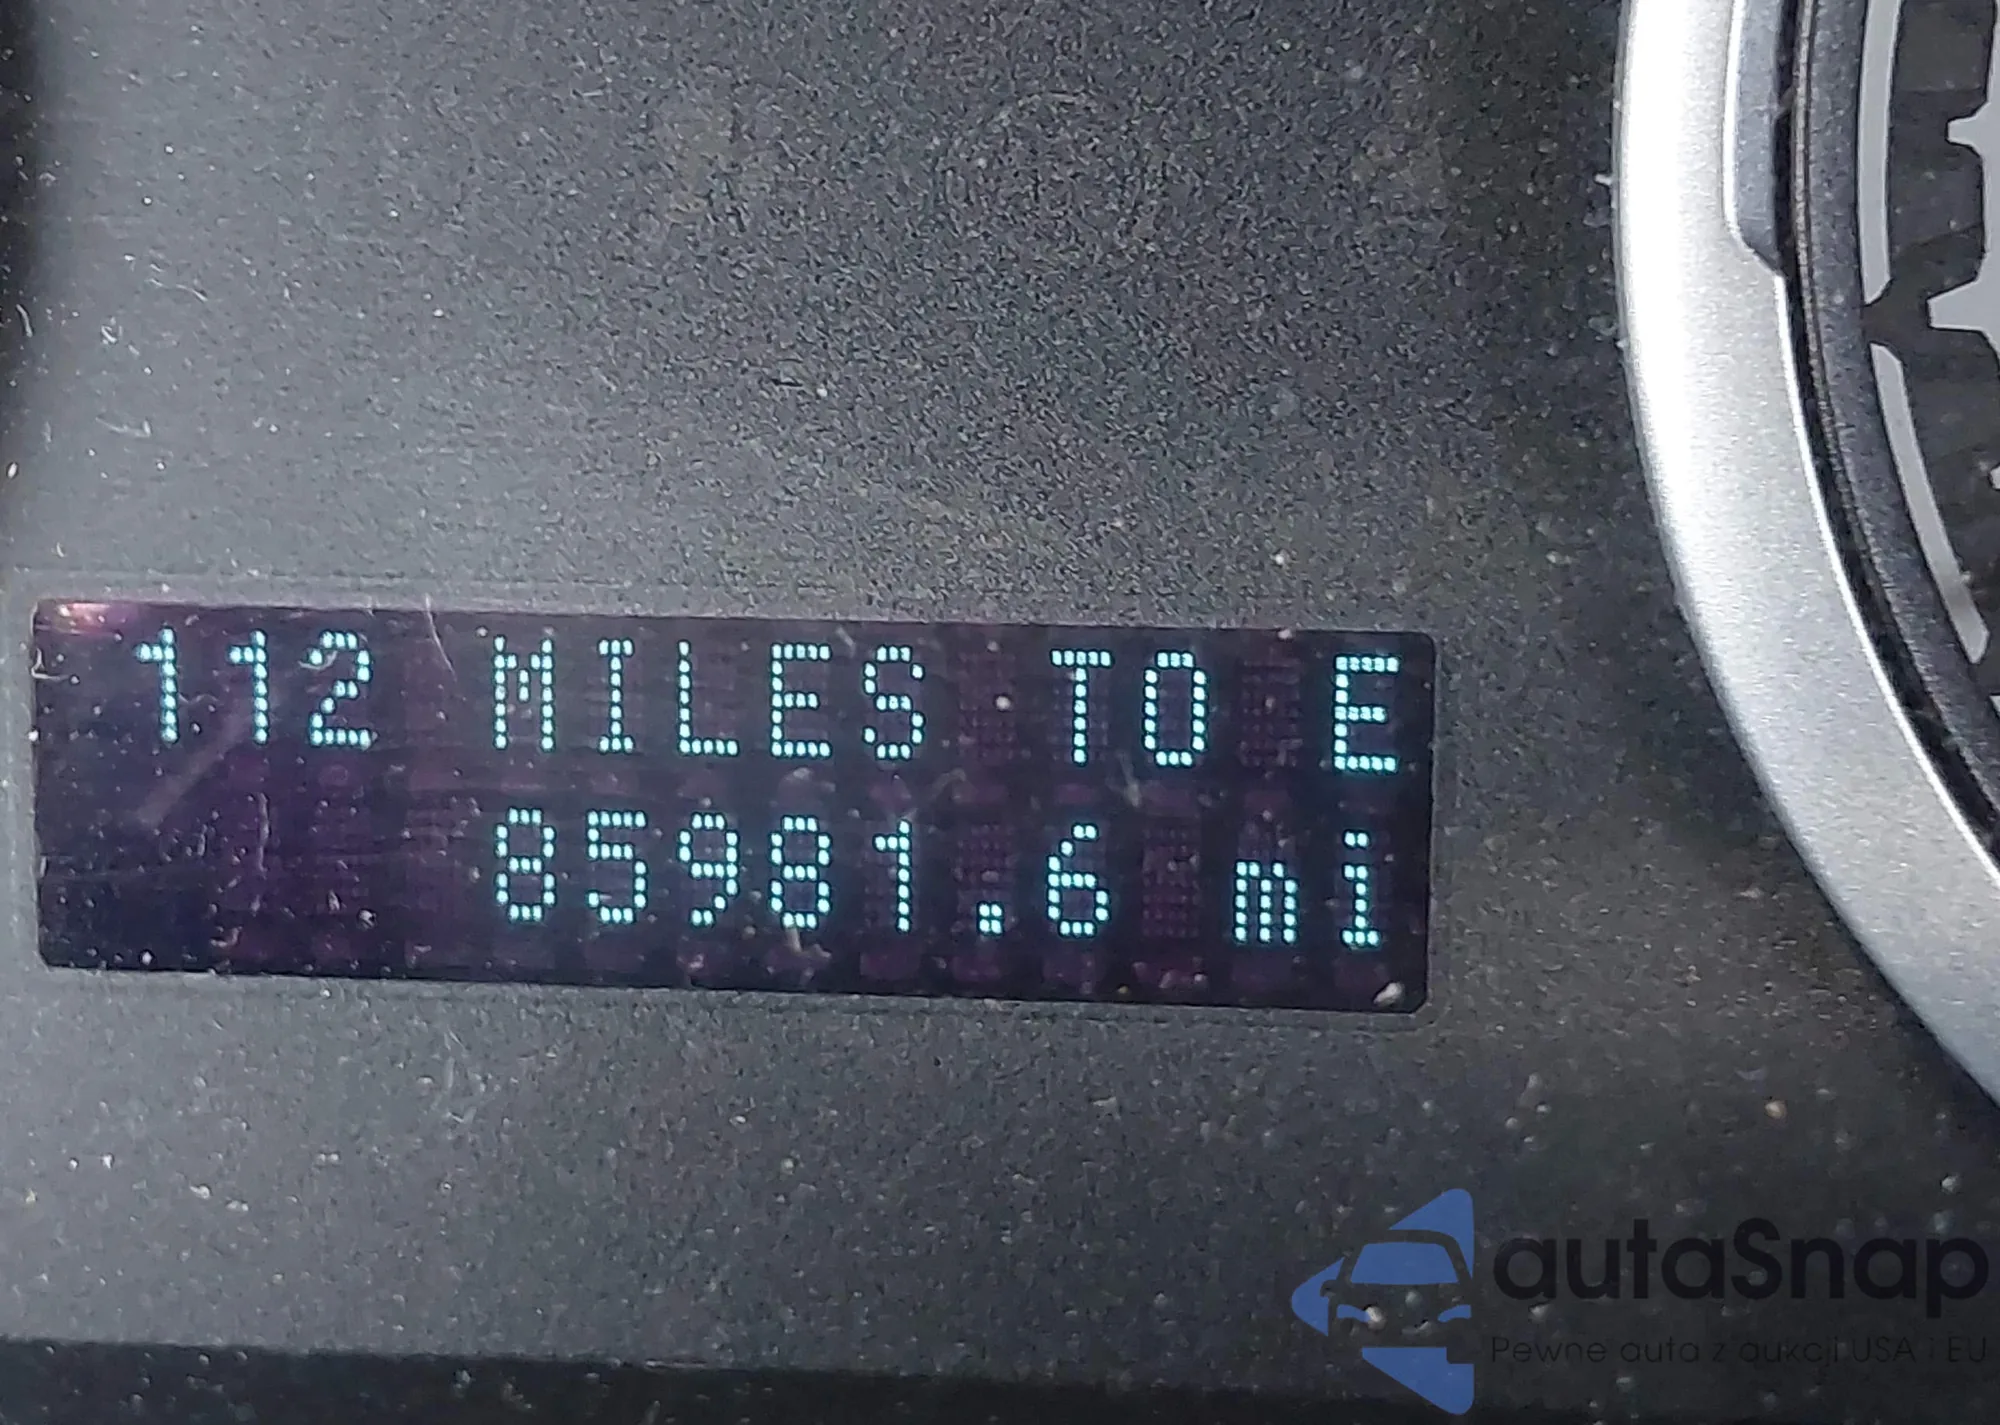 112 MILES TO E
85981.6 mi
autaSnap
Pewne auta z aukcji USA i EU